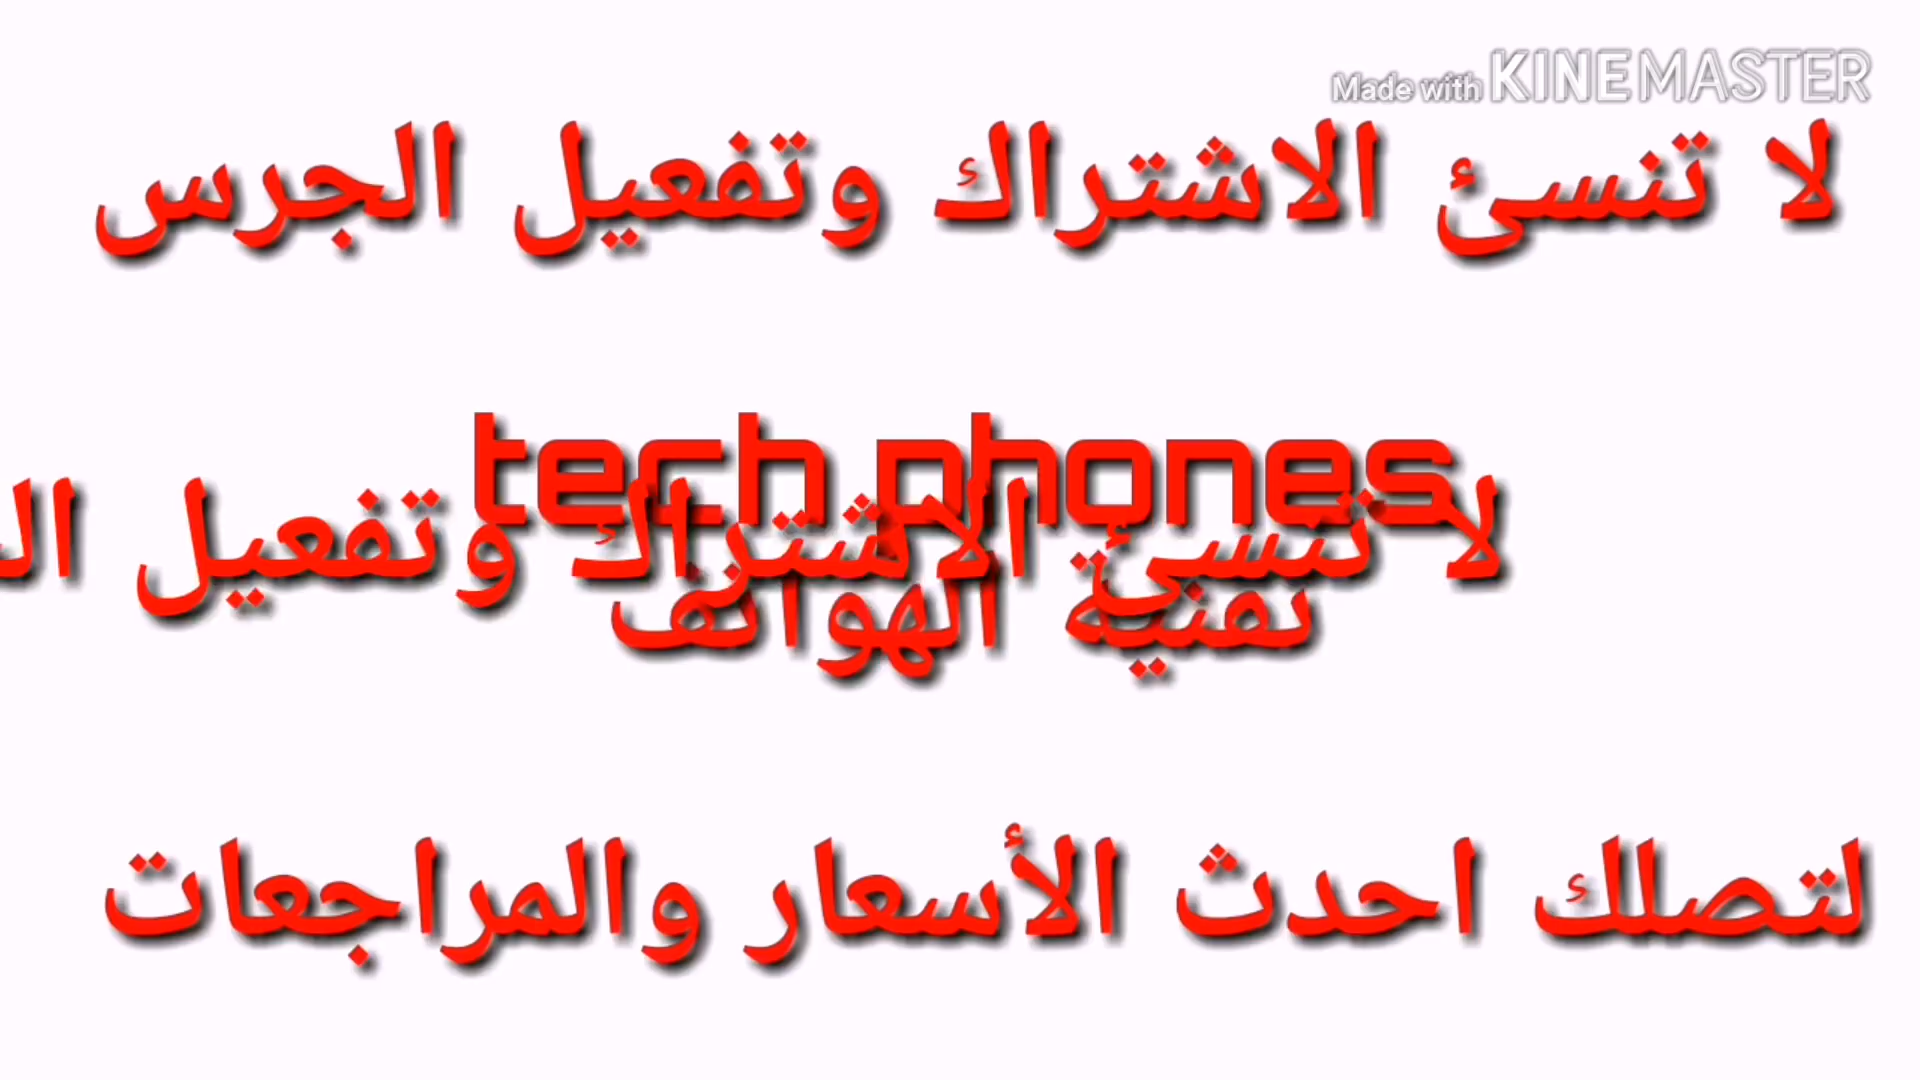 Made with KINEMASTER
لا تنسئ الاشتراك وتفعيل الجرس
tech phones
لا تنسئ الاشتراك وتفعيل ال
تقنية الهواتف
لتصلك احدث الأسعار والمراجعات